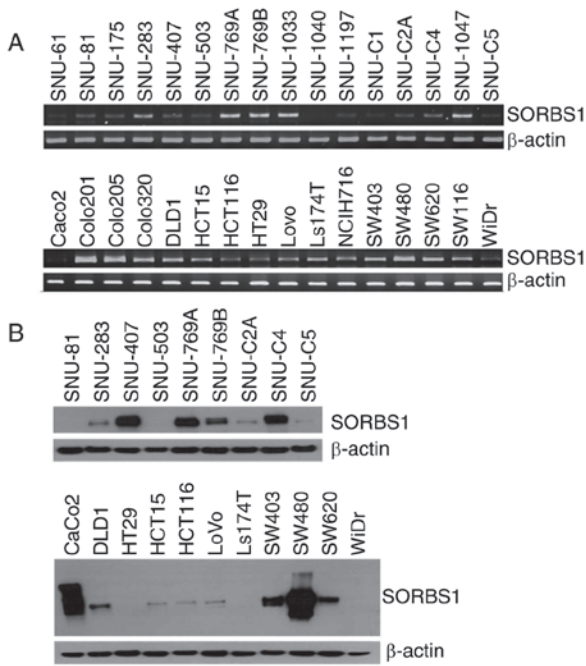 A
SNU-61 SNU-81 SNU-175 SNU-283 SNU-407 SNU-503 SNU-769A SNU-769B SNU-1033 SNU-1040 SNU-1197 SNU-C1 SNU-C2A SNU-C4 SNU-1047 SNU-C5
SORBS1
β-actin
Caco2 Colo201 Colo205 Colo320 DLD1 HCT15 HCT116 HT29 Lovo Ls174T NCIH716 SW403 SW480 SW620 SW116 WiDr
SORBS1
β-actin
B
SNU-81 SNU-283 SNU-407 SNU-503 SNU-769A SNU-769B SNU-C2A SNU-C4 SNU-C5
SORBS1
β-actin
CaCo2 DLD1 HT29 HCT15 HCT116 LoVo Ls174T SW403 SW480 SW620 WiDr
SORBS1
β-actin